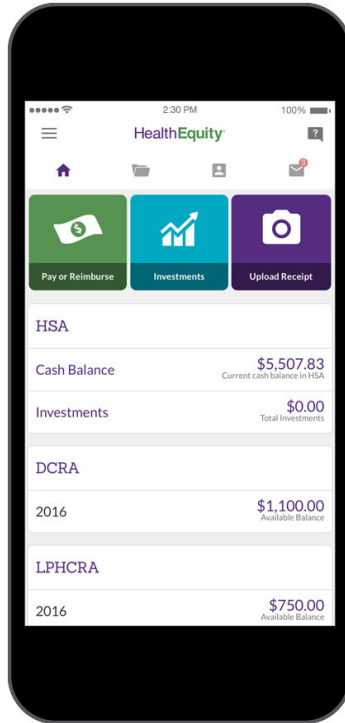 2:30 PM
100%
HealthEquity
?
3
$
Pay or Reimburse
Investments
Upload Receipt
HSA
Cash Balance
$5,507.83
Current cash balance in HSA
Investments
$0.00
Total Investments
DCRA
2016
$1,100.00
Available Balance
LPHCRA
2016
$750.00
Available Balance